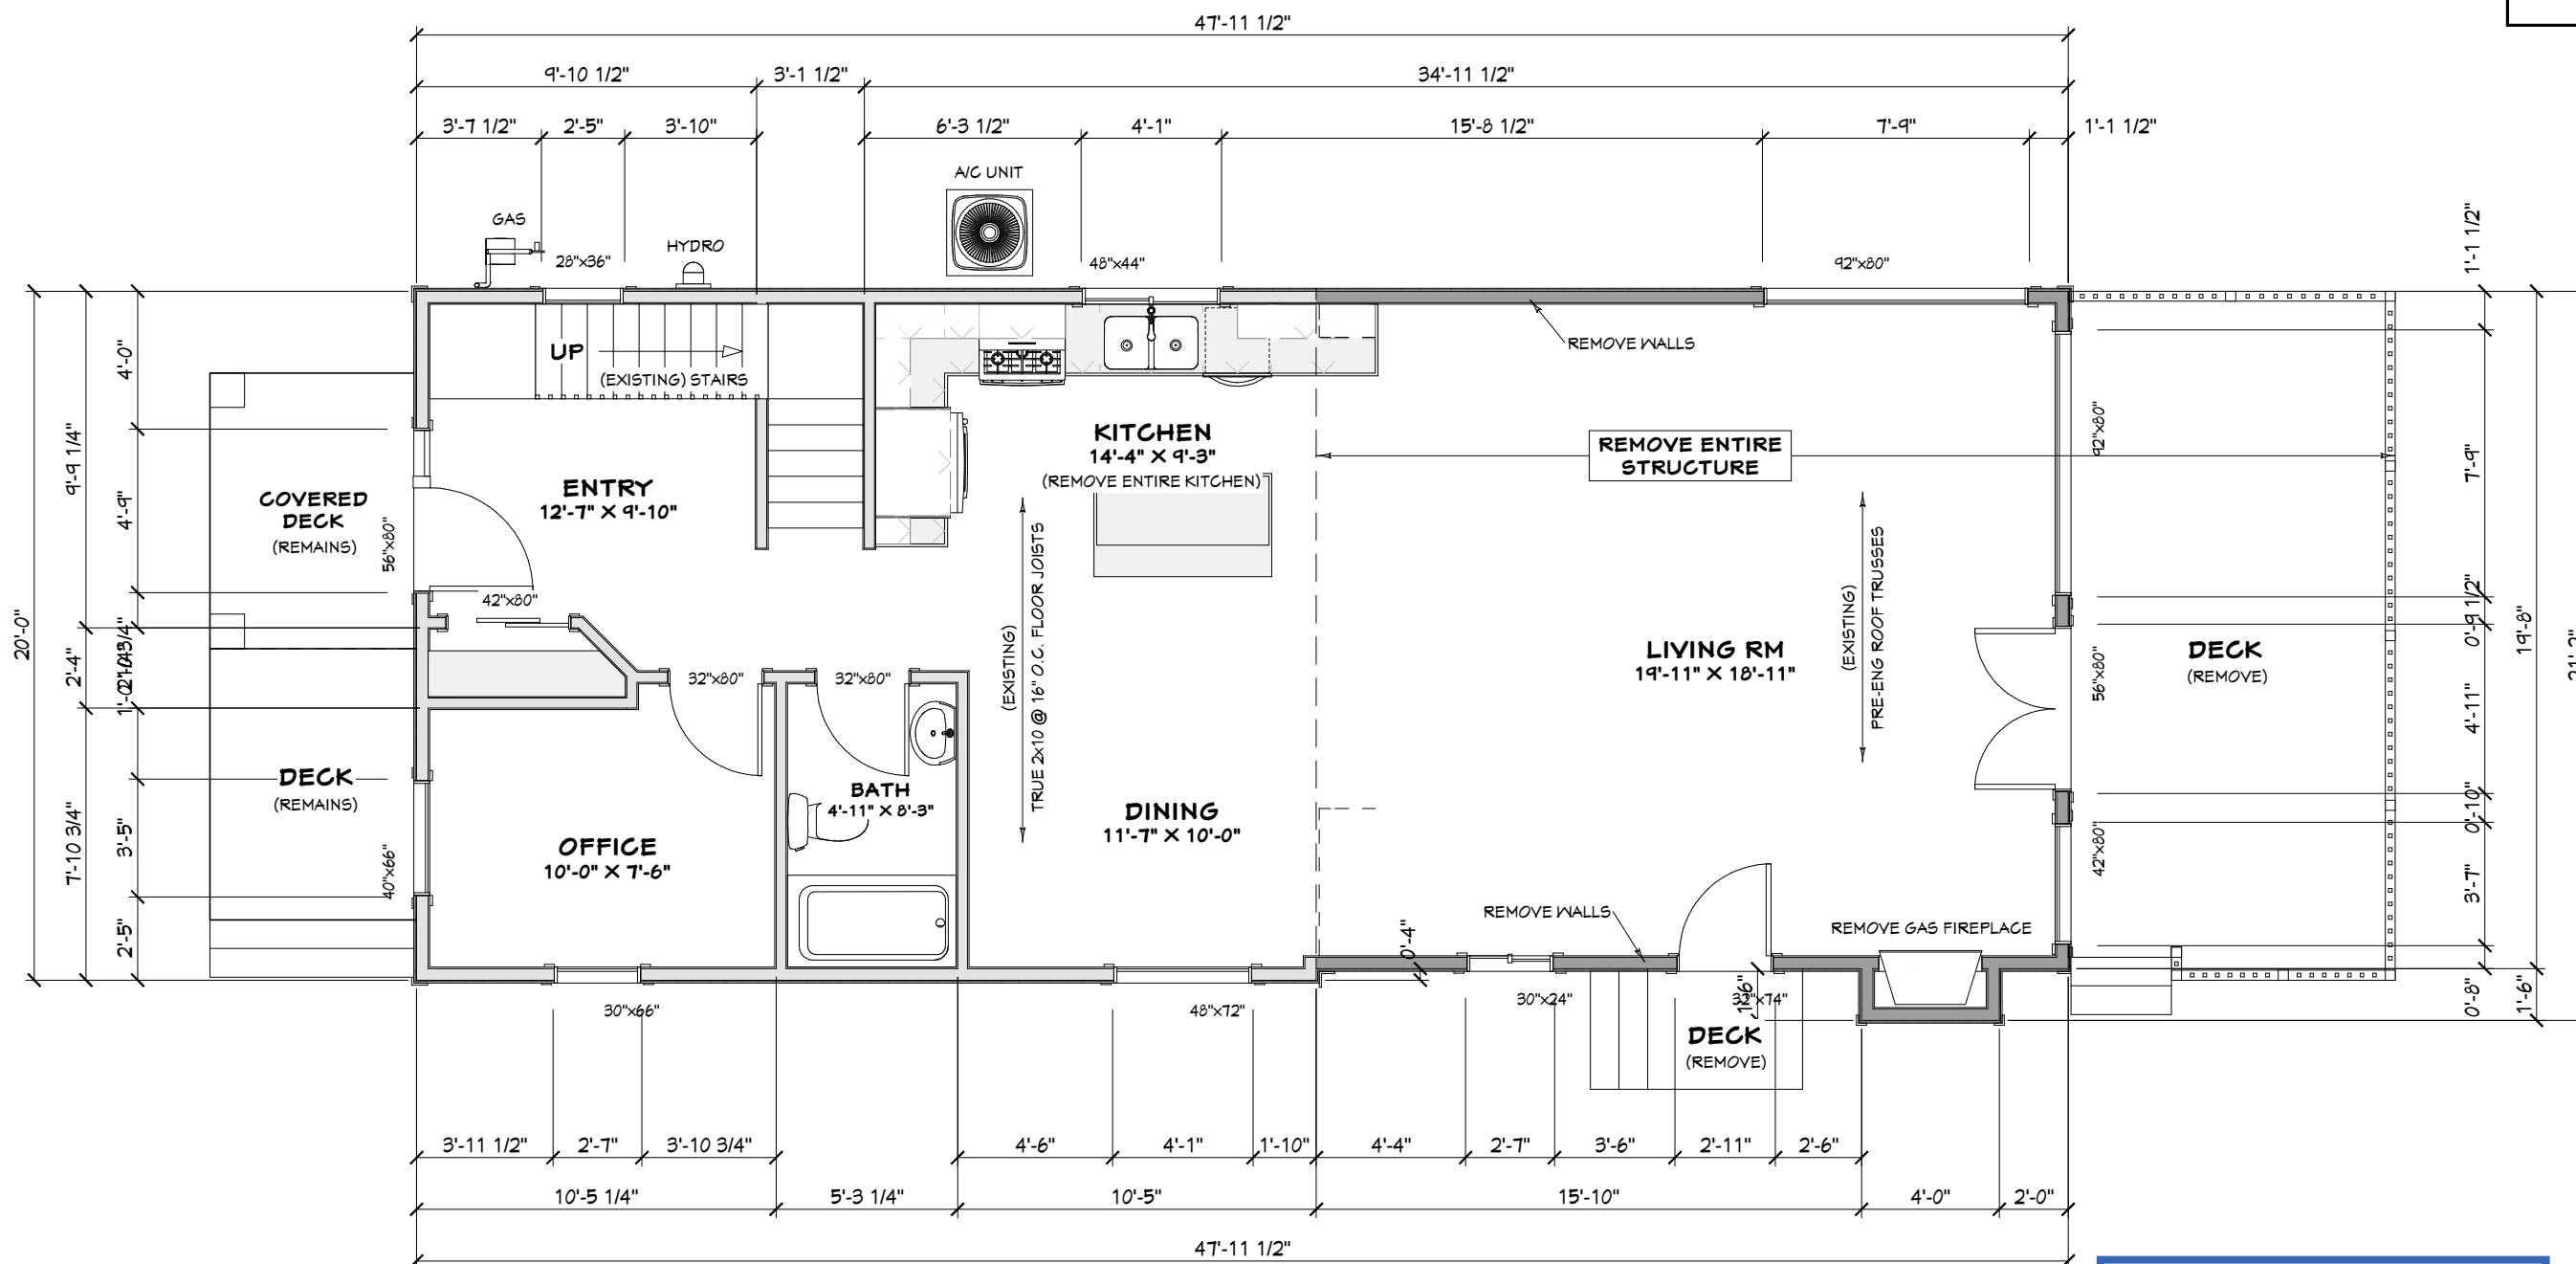 47'-11 1/2"
9'-10 1/2" 3'-1 1/2" 34'-11 1/2"
3'-7 1/2" 2'-5" 3'-10" 6'-3 1/2" 4'-1" 15'-8 1/2" 7'-9" 1'-1 1/2"
A/C UNIT
GAS
HYDRO
28"x36" 48"x44" 92"x80"
1'-11 1/2"
UP
(EXISTING) STAIRS
REMOVE WALLS
4'-0"
9'-9 1/4"
4'-9"
20'-0"
2'-4"
7'-10 3/4"
3'-5"
2'-5"
COVERED
DECK
(REMAINS)
56"x80"
ENTRY
12'-7" X 9'-10"
42"x80"
KITCHEN
14'-4" X 9'-3"
(REMOVE ENTIRE KITCHEN)
REMOVE ENTIRE
STRUCTURE
92"x80"
7'-9"
(EXISTING)
TRUE 2x10 @ 16" O.C. FLOOR JOISTS
(EXISTING)
PRE-ENG ROOF TRUSSES
LIVING RM
19'-11" X 18'-11"
32"x80" 32"x80"
56"x80"
DECK
(REMOVE)
0'-9 1/2"
19'-8"
4'-11"
0'-10"
3'-7"
0'-8"
1'-6"
DECK
(REMAINS)
40"x66"
OFFICE
10'-0" X 7'-6"
BATH
4'-11" X 8'-3"
DINING
11'-7" X 10'-0"
42"x80"
REMOVE WALLS
REMOVE GAS FIREPLACE
0'-4"
1'-6"
30"x66" 48"x72" 30"x24" 32"x74"
DECK
(REMOVE)
3'-11 1/2" 2'-7" 3'-10 3/4" 4'-6" 4'-1" 1'-10" 4'-4" 2'-7" 3'-6" 2'-11" 2'-6"
10'-5 1/4" 5'-3 1/4" 10'-5" 15'-10" 4'-0" 2'-0"
47'-11 1/2"